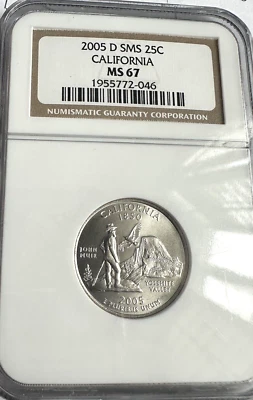 2005 D SMS 25C
CALIFORNIA
MS 67
1955772-046
NUMISMATIC GUARANTY CORPORATION
CALIFORNIA
1850
JOHN
MUIR
YOSEMITE
VALLEY
2005
E PLURIBUS UNUM